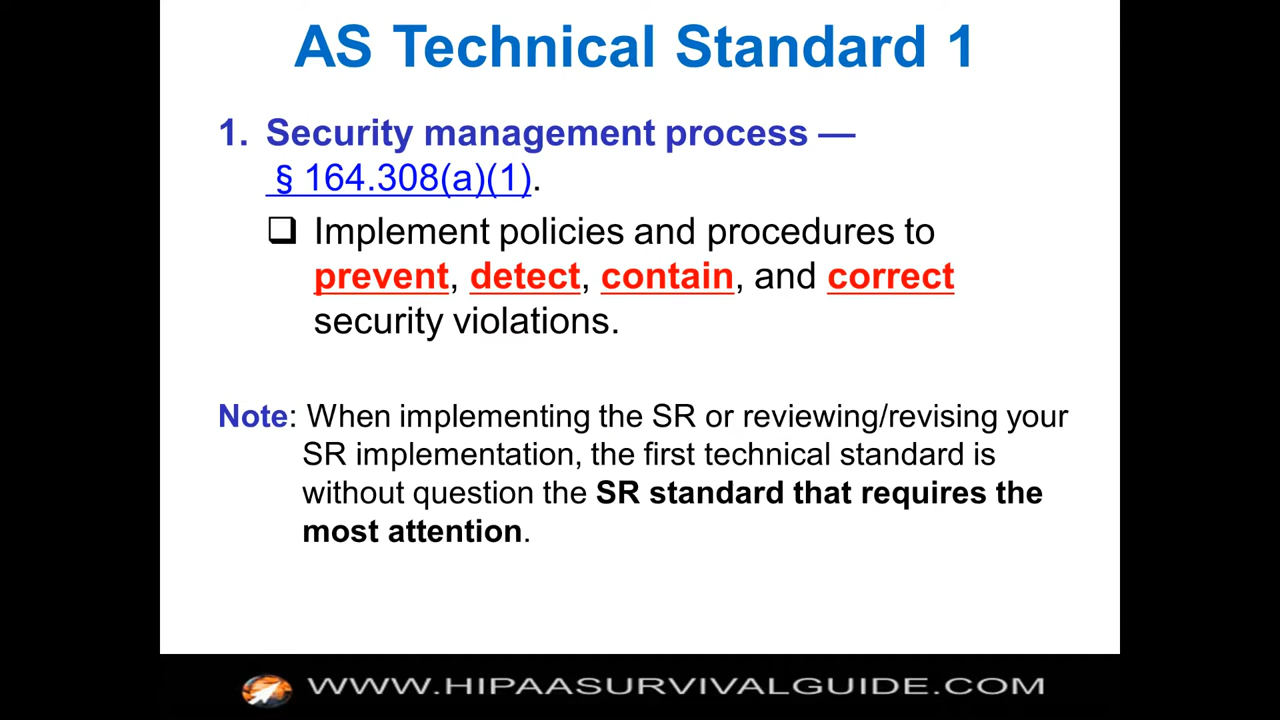 AS Technical Standard 1
1. Security management process —
§ 164.308(a)(1).
❑ Implement policies and procedures to
prevent, detect, contain, and correct
security violations.
Note: When implementing the SR or reviewing/revising your
SR implementation, the first technical standard is
without question the SR standard that requires the
most attention.
WWW.HIPAASURVIVALGUIDE.COM